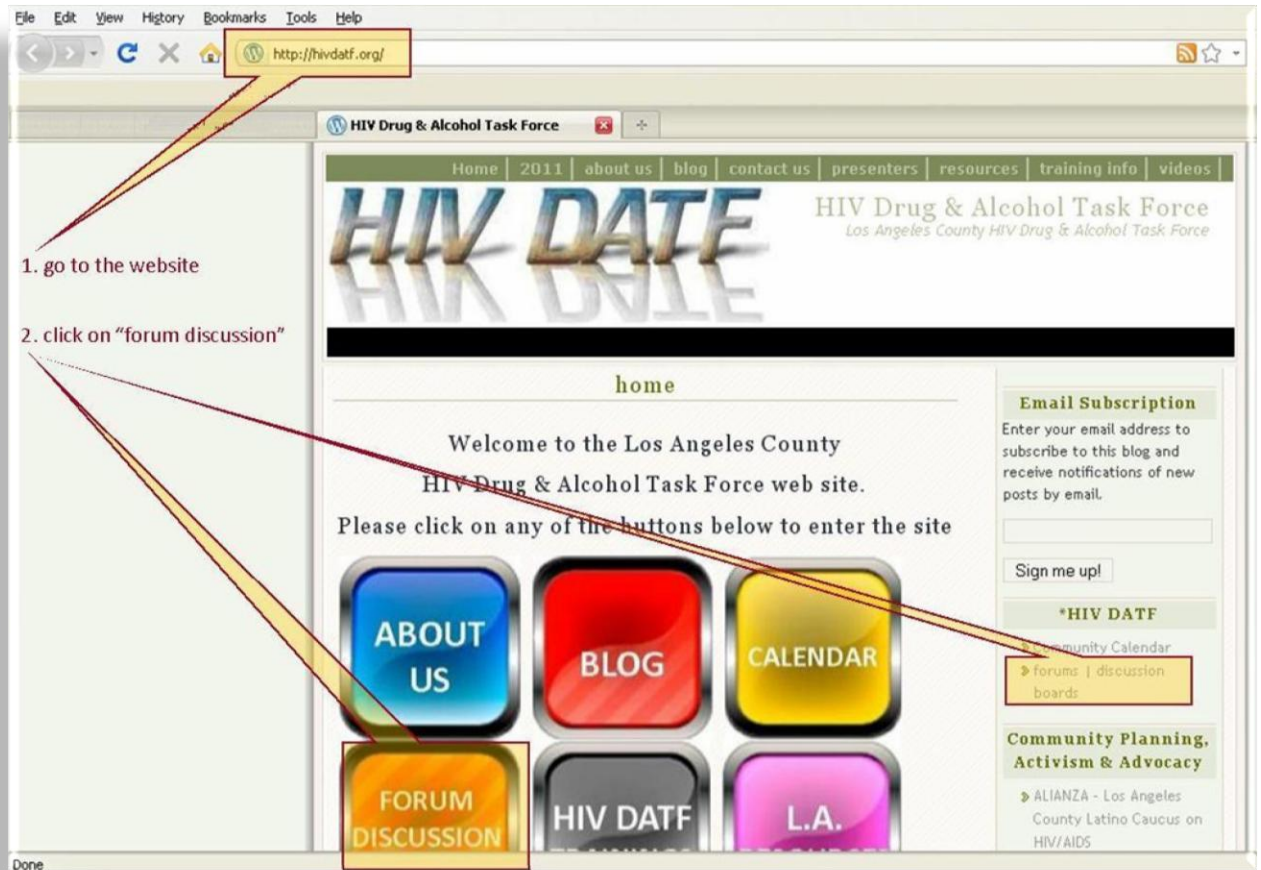 File Edit View History Bookmarks Tools Help
http://hivdatf.org/
HIV Drug & Alcohol Task Force
Home | 2011 | about us | blog | contact us | presenters | resources | training info | videos |
HIV DATF
HIV Drug & Alcohol Task Force
Los Angeles County HIV Drug & Alcohol Task Force
1. go to the website
2. click on “forum discussion”
home
Welcome to the Los Angeles County
HIV Drug & Alcohol Task Force web site.
Please click on any of the buttons below to enter the site
ABOUT
US
BLOG
CALENDAR
FORUM
DISCUSSION
HIV DATF
L.A.
Email Subscription
Enter your email address to
subscribe to this blog and
receive notifications of new
posts by email.
Sign me up!
*HIV DATF
Community Calendar
forums | discussion
boards
Community Planning,
Activism & Advocacy
ALIANZA - Los Angeles
County Latino Caucus on
HIV/AIDS
Done